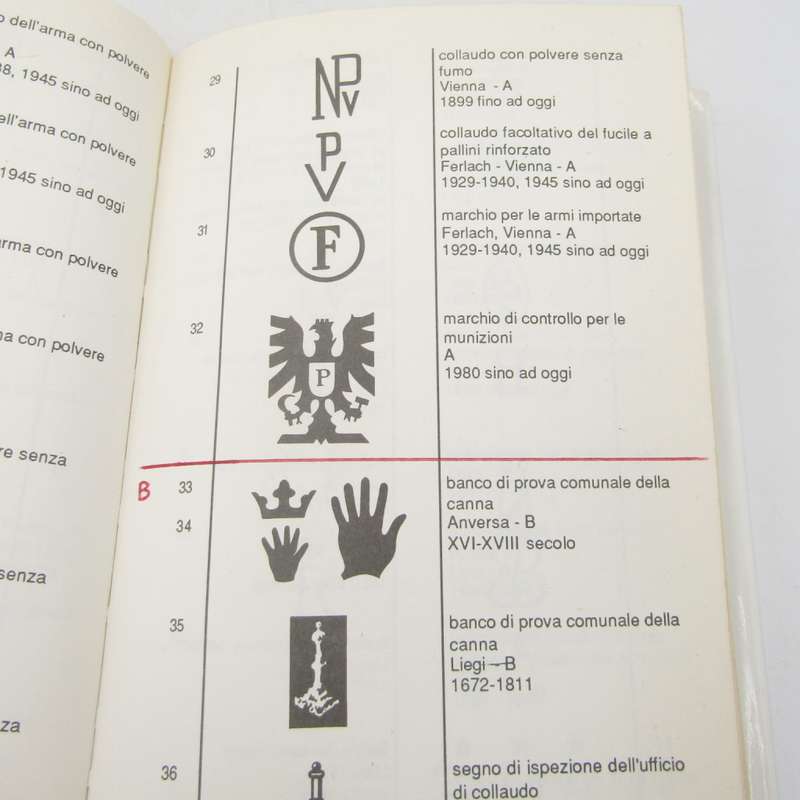 dell'arma con polvere
A
38, 1945 sino ad oggi
ell'arma con polvere
1945 sino ad oggi
arma con polvere
ma con polvere
re senza
senza
za
29
NPV
collaudo con polvere senza
fumo
Vienna - A
1899 fino ad oggi
30
PV
collaudo facoltativo del fucile a
pallini rinforzato
Ferlach - Vienna - A
1929-1940, 1945 sino ad oggi
31
F
marchio per le armi importate
Ferlach, Vienna - A
1929-1940, 1945 sino ad oggi
32
P
marchio di controllo per le
munizioni
A
1980 sino ad oggi
B
33
34
banco di prova comunale della
canna
Anversa - B
XVI-XVIII secolo
35
banco di prova comunale della
canna
Liegi - B
1672-1811
36
segno di ispezione dell'ufficio
di collaudo